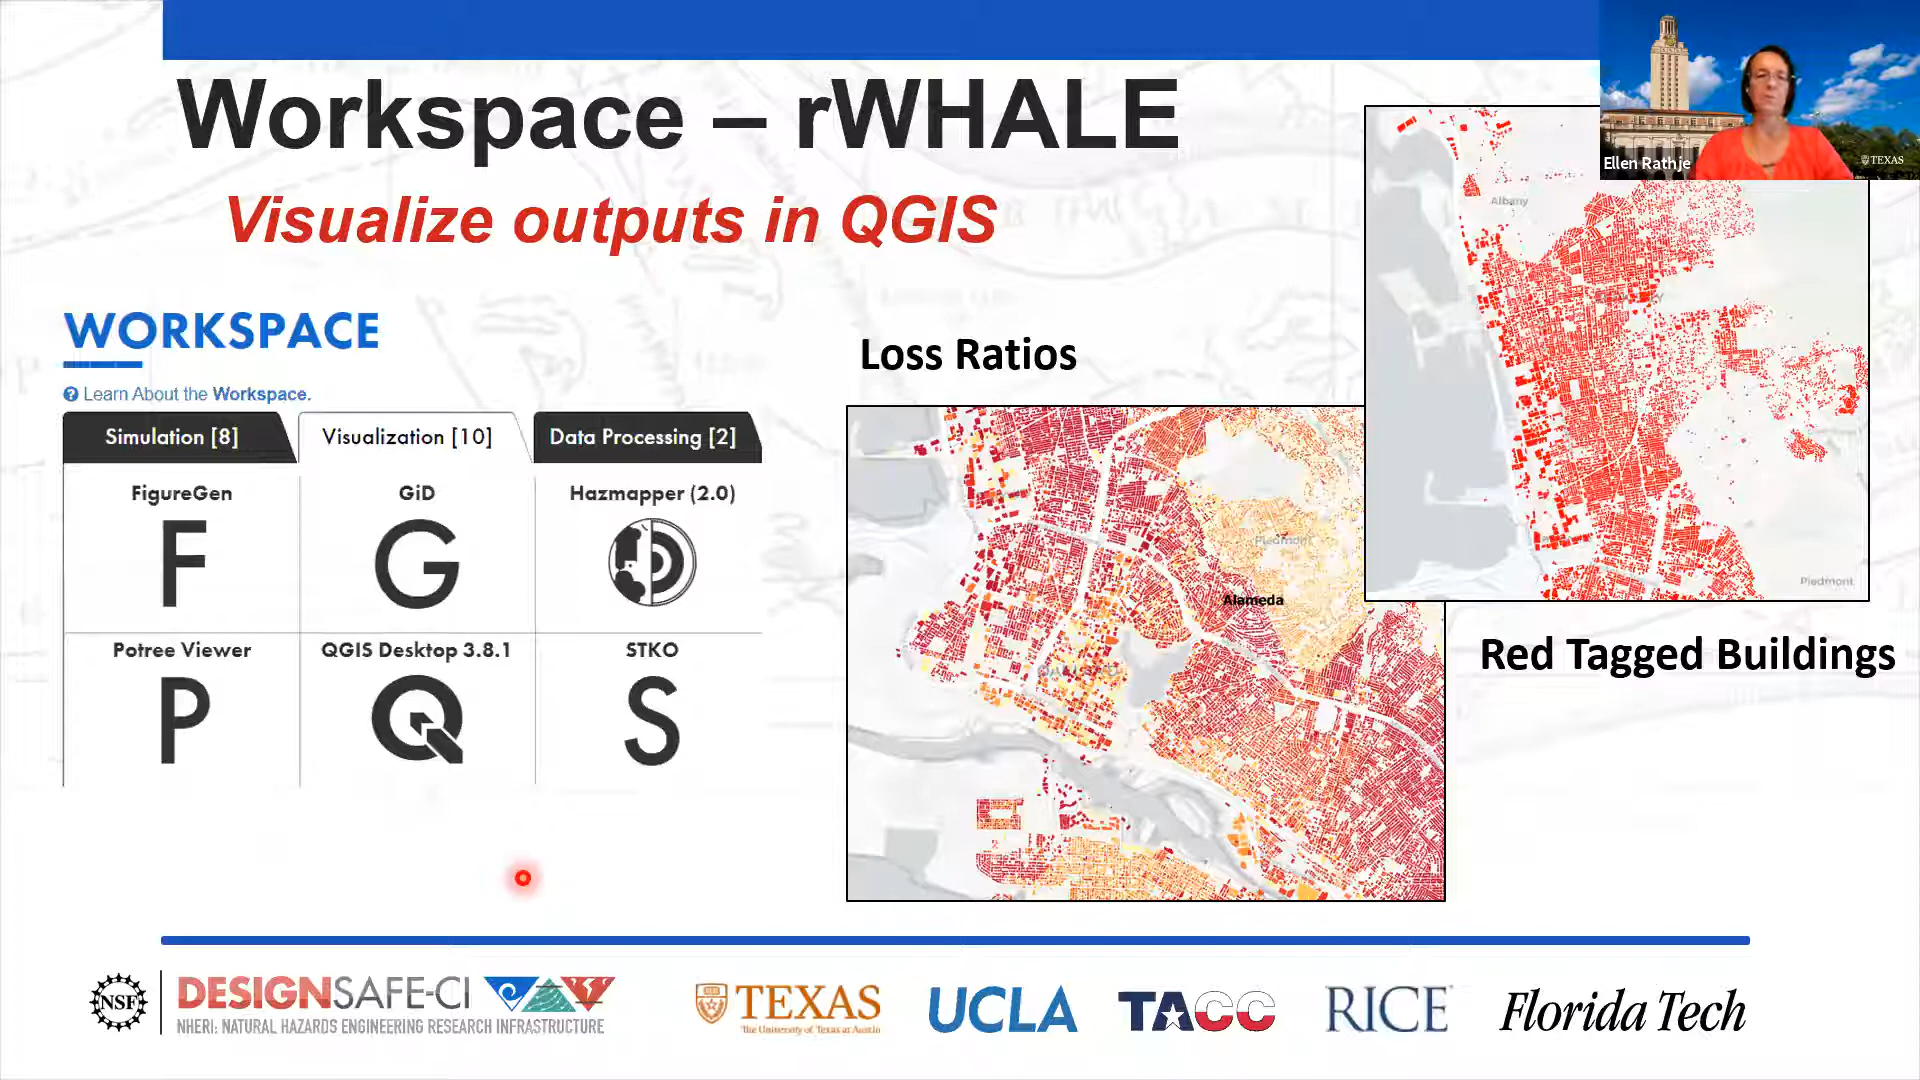 Workspace – rWHALE
Visualize outputs in QGIS
Ellen Rathje
TEXAS
WORKSPACE
Learn About the Workspace.
Simulation [8]
Visualization [10]
Data Processing [2]
FigureGen
GiD
Hazmapper (2.0)
F
G
Potree Viewer
QGIS Desktop 3.8.1
STKO
P
Q
S
Loss Ratios
Piedmont
Alameda
Albany
Piedmont
Red Tagged Buildings
NSF
DESIGNSAFE-CI
NHERI: NATURAL HAZARDS ENGINEERING RESEARCH INFRASTRUCTURE
TEXAS
The University of Texas at Austin
UCLA
TACC
RICE
Florida Tech